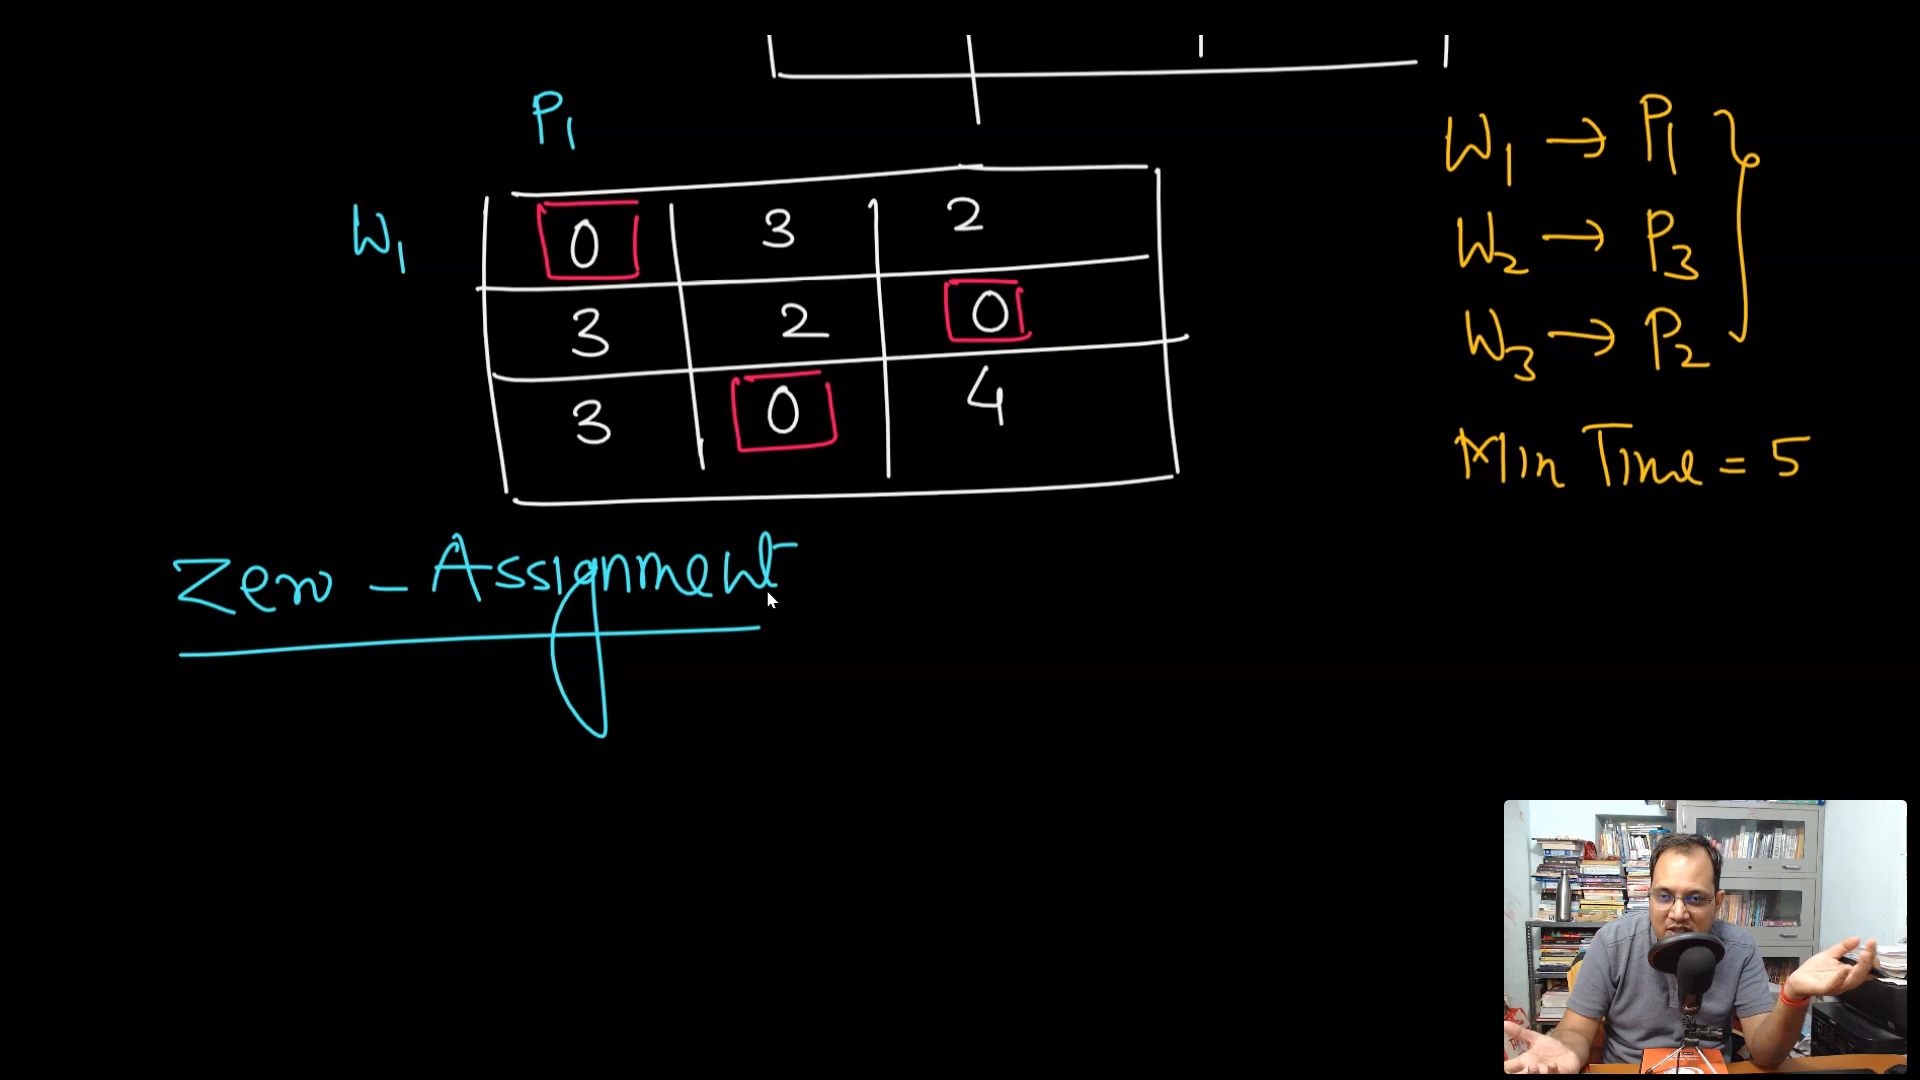 P1
W1
0 3 2
3 2 0
3 0 4
Zero - Assignment
W1 → P1
W2 → P3
W3 → P2
Min Time = 5